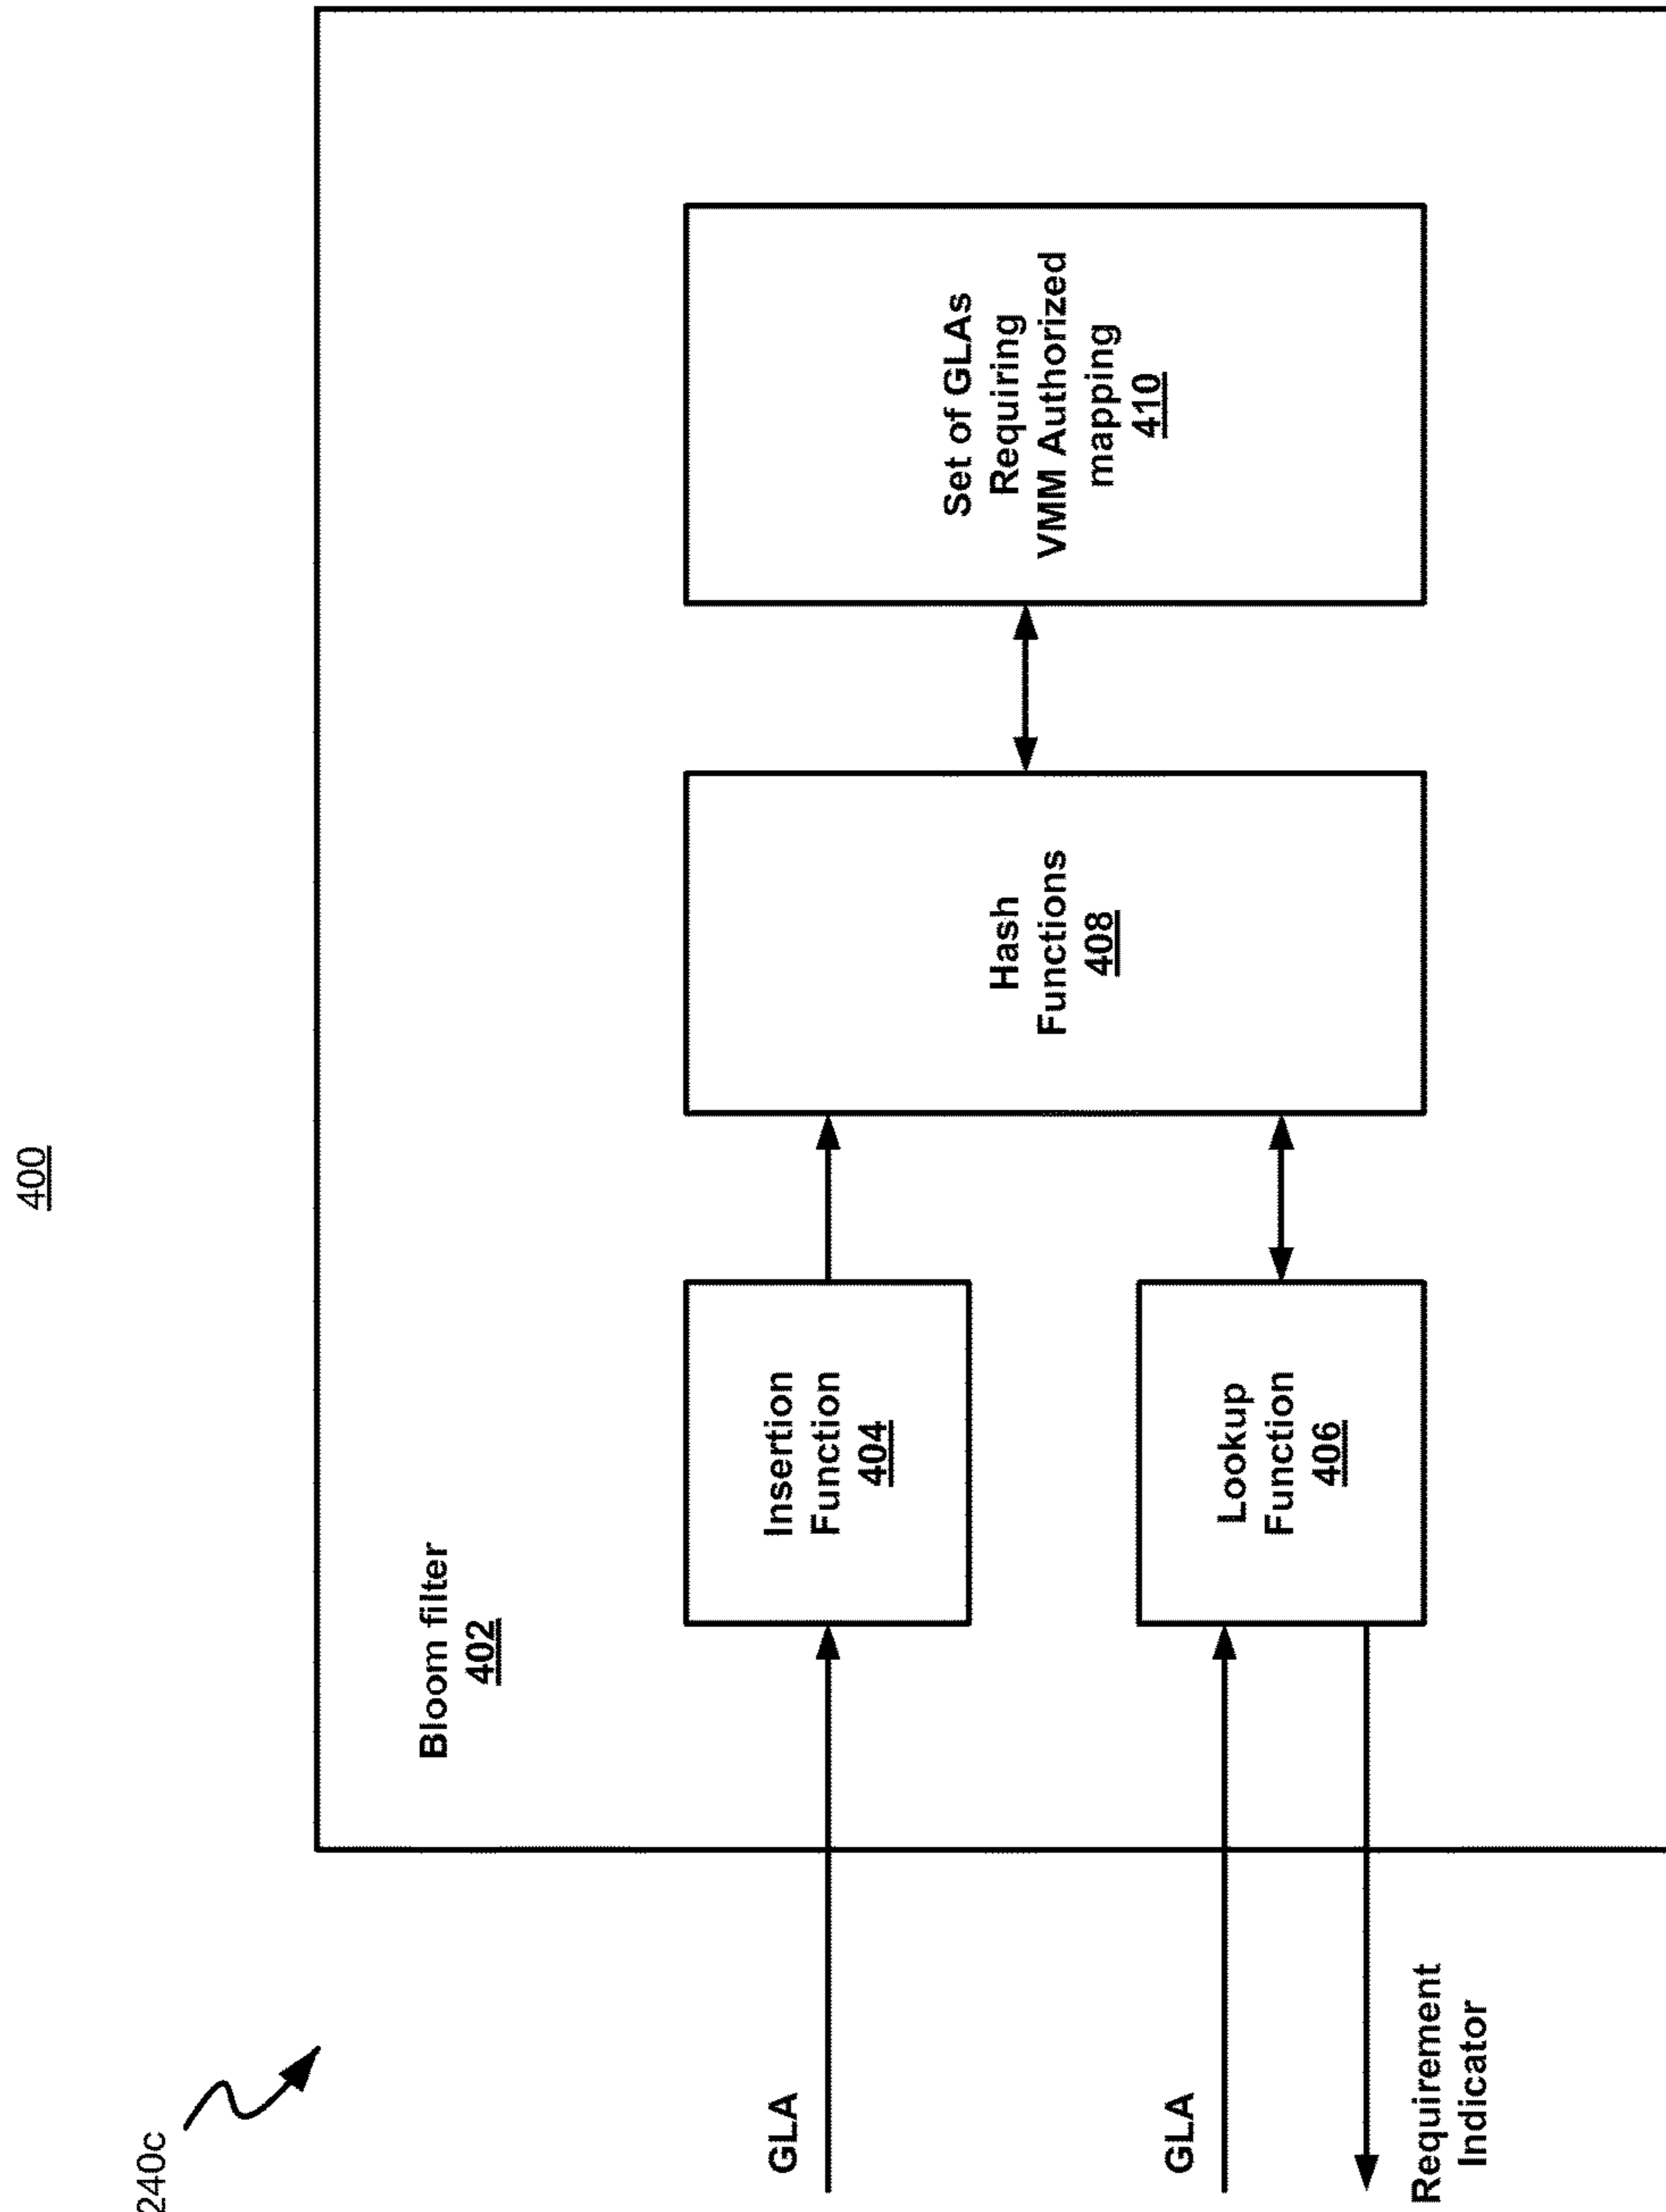 400
240c
Bloom filter
402
GLA
Insertion
Function
404
GLA
Lookup
Function
406
Requirement
Indicator
Hash
Functions
408
Set of GLAs
Requiring
VMM Authorized
mapping
410